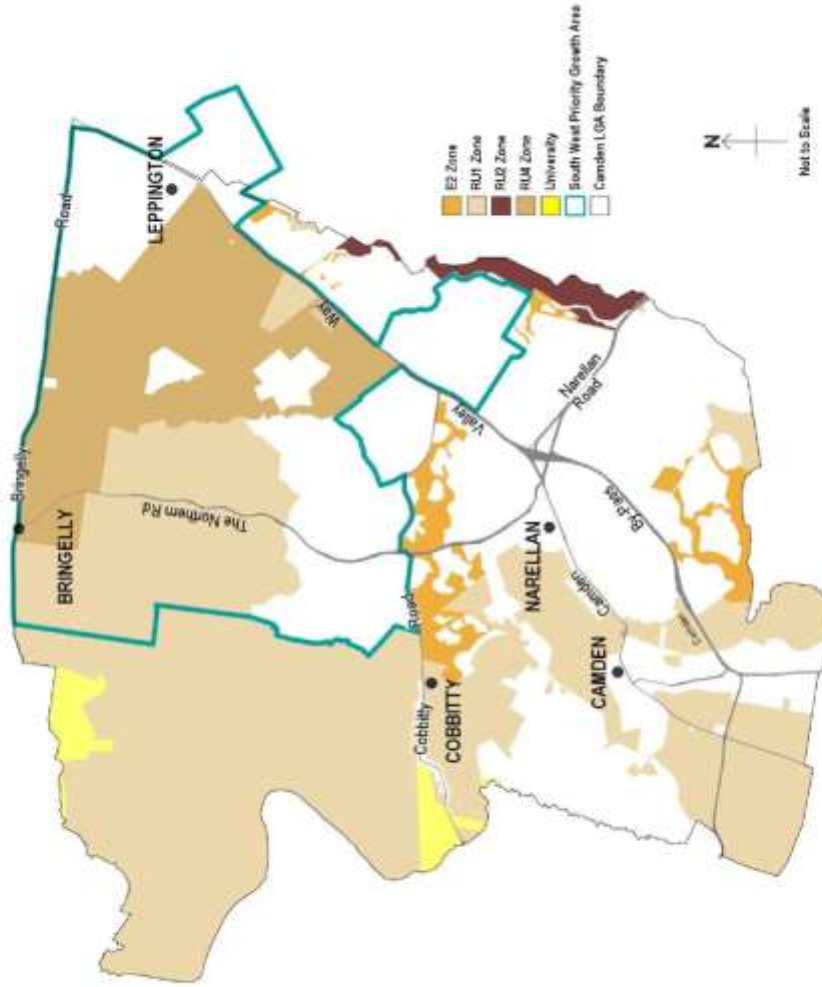 Bringelly
Road
BRINGELLY
LEPPINGTON
The Northern Rd
Camden
Valley
Way
Cobbitty
Road
COBBITTY
NARELLAN
Narellan
Road
CAMDEN
By-Pass
E2 Zone
RU1 Zone
RU2 Zone
RU4 Zone
University
South West Priority Growth Area
Camden LGA Boundary
N
Not to Scale